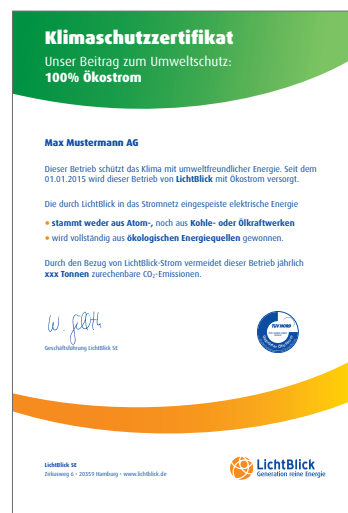 Klimaschutzzertifikat
Unser Beitrag zum Umweltschutz:
100% Ökostrom
Max Mustermann AG
Dieser Betrieb schützt das Klima mit umweltfreundlicher Energie. Seit dem
01.01.2015 wird dieser Betrieb von LichtBlick mit Ökostrom versorgt.
Die durch LichtBlick in das Stromnetz eingespeiste elektrische Energie
• stammt weder aus Atom-, noch aus Kohle- oder Ölkraftwerken
• wird vollständig aus ökologischen Energiequellen gewonnen.
Durch den Bezug von LichtBlick-Strom vermeidet dieser Betrieb jährlich
xxx Tonnen zurechenbare CO₂-Emissionen.
Geschäftsführung LichtBlick SE
TÜV NORD
LichtBlick SE
Zirkusweg 6 • 20359 Hamburg • www.lichtblick.de
LichtBlick
Generation reine Energie